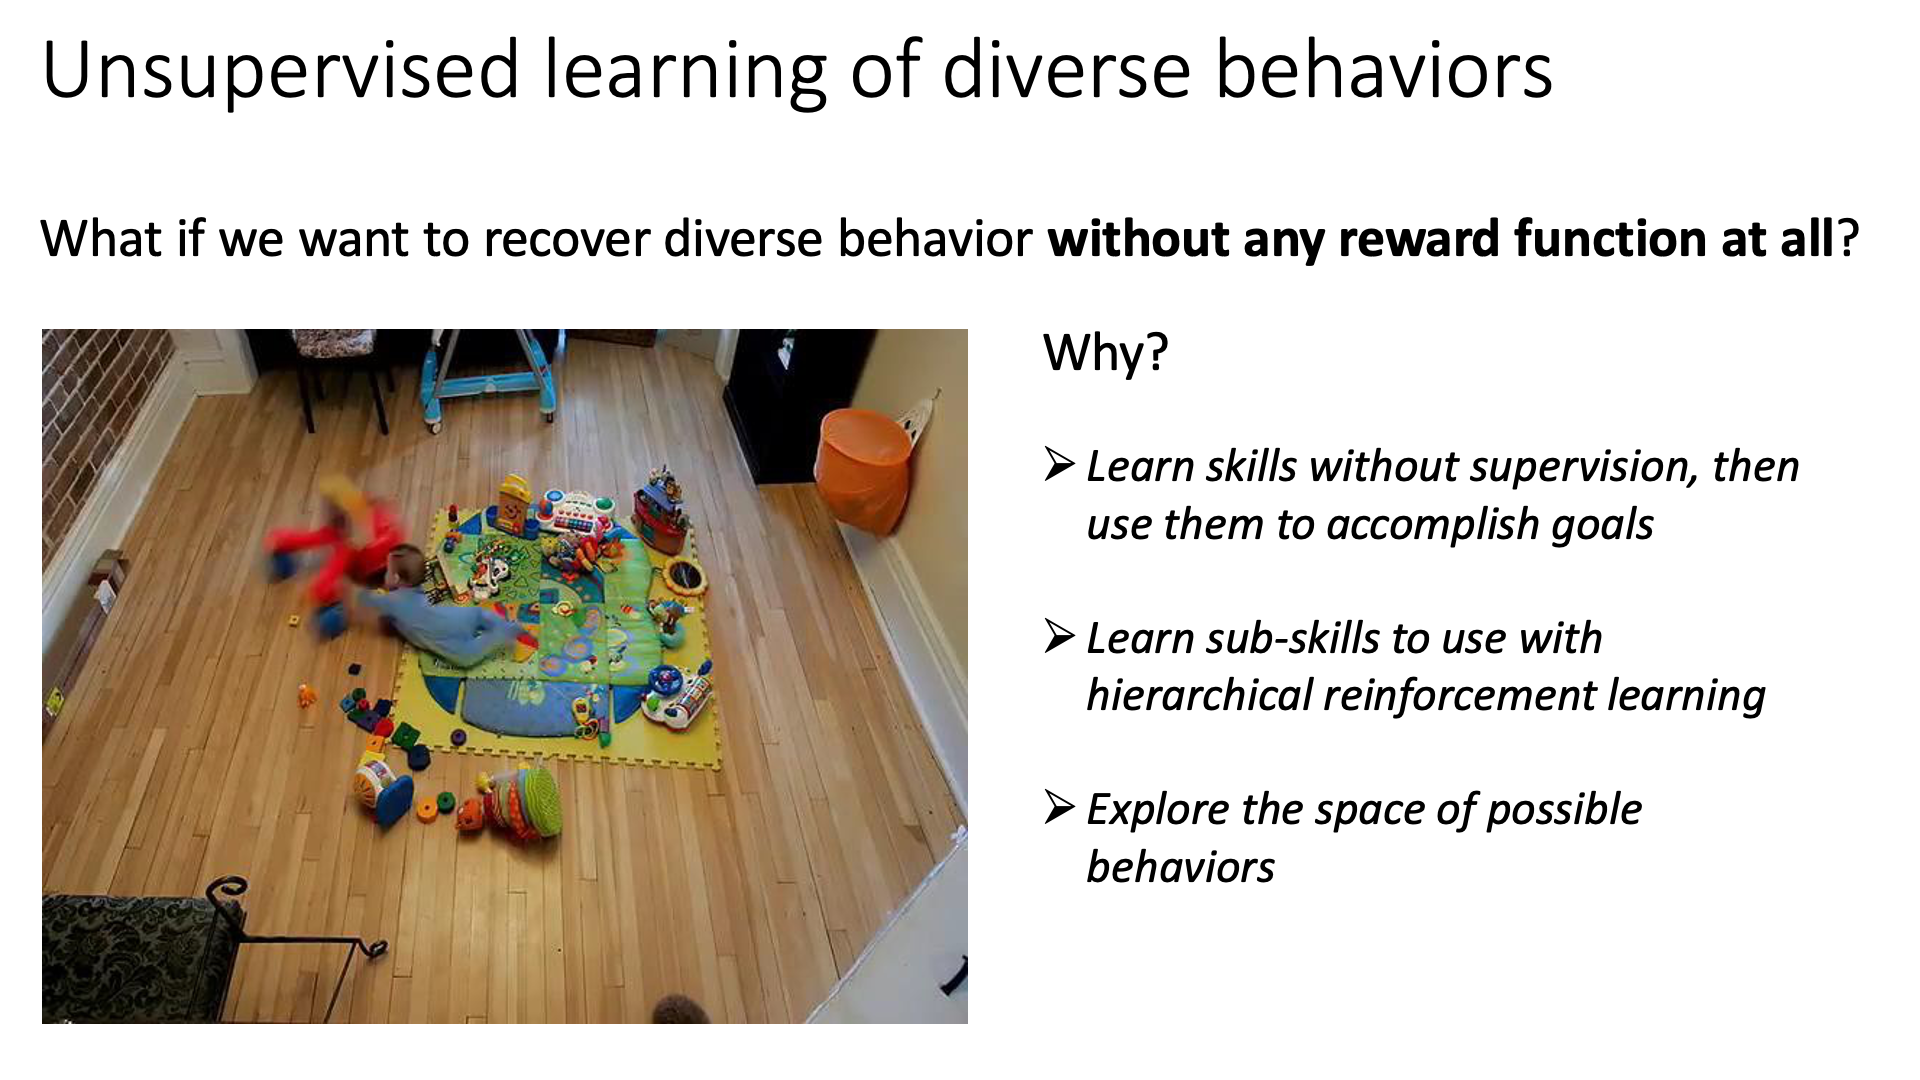 Unsupervised learning of diverse behaviors
What if we want to recover diverse behavior without any reward function at all?
Why?
Learn skills without supervision, then
use them to accomplish goals
Learn sub-skills to use with
hierarchical reinforcement learning
Explore the space of possible
behaviors